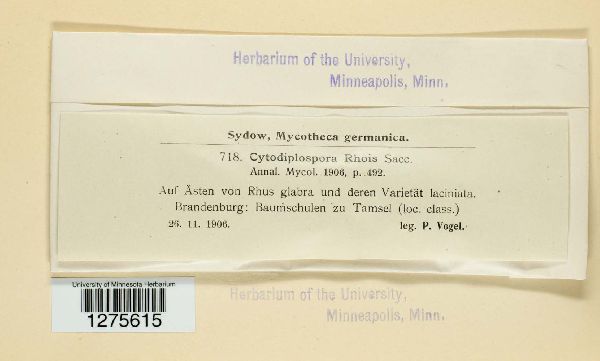 Herbarium of the University,
Minneapolis, Minn.
Sydow, Mycotheca germanica.
718. Cytodiplospora Rhois Sacc.
Annal. Mycol. 1906, p. 492.
Auf Ästen von Rhus glabra und deren Varietät laciniata.
Brandenburg: Baumschulen zu Tamsel (loc. class.)
26. 11. 1906. leg. P. Vogel.
University of Minnesota Herbarium
1275615
Herbarium of the University,
Minneapolis, Minn.